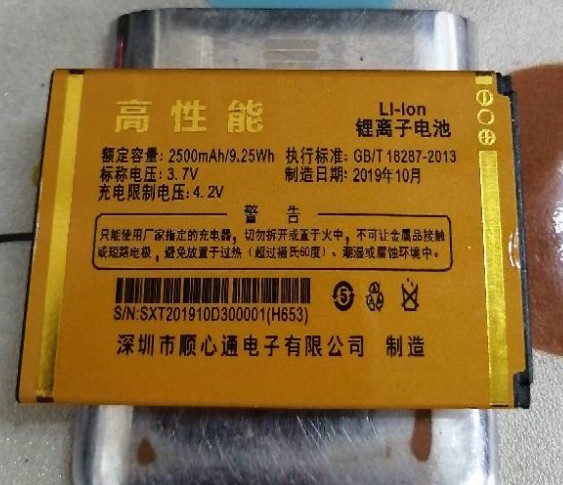 高性能
Li-Ion
锂离子电池
额定容量: 2500mAh/9.25Wh 执行标准: GB/T 18287-2013
标称电压: 3.7V 制造日期: 2019年10月
充电限制电压: 4.2V
警 告
只能使用厂家指定的充电器，切勿拆开或直于火中，不可让金属品接触
或短路电极，避免放置于过热（超过摄氏60度）、潮湿或腐蚀环境中。
5
S/N:SXT201910D300001(H653)
深圳市顺心通电子有限公司 制造